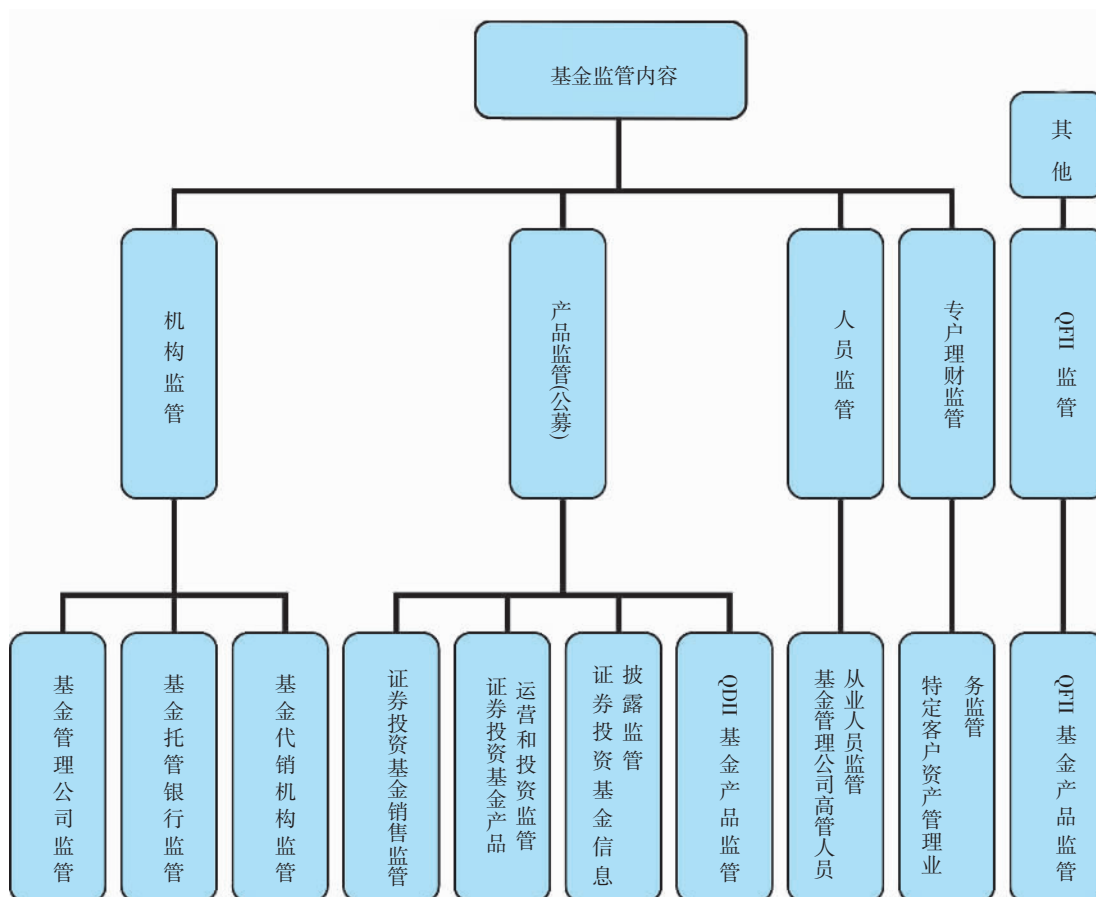 基金监管内容
其他
机构监管
产品监管(公募)
人员监管
专户理财监管
QFII 监管
基金管理公司监管
基金托管银行监管
基金代销机构监管
证券投资基金销售监管
证券投资基金产品
运营和投资监管
证券投资基金信息
披露监管
QDII 基金产品监管
基金管理公司高管人员
从业人员监管
特定客户资产管理业
务监管
QFII 基金产品监管